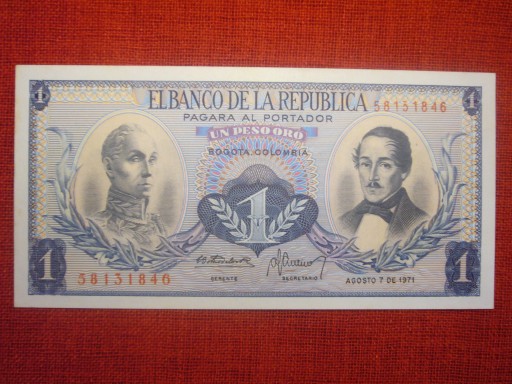 1 EL BANCO DE LA REPUBLICA 58131846 1
PAGARA AL PORTADOR
UN PESO ORO
BOGOTA-COLOMBIA
1
1 58131846 1
GERENTE SECRETARIO AGOSTO 7 DE 1971